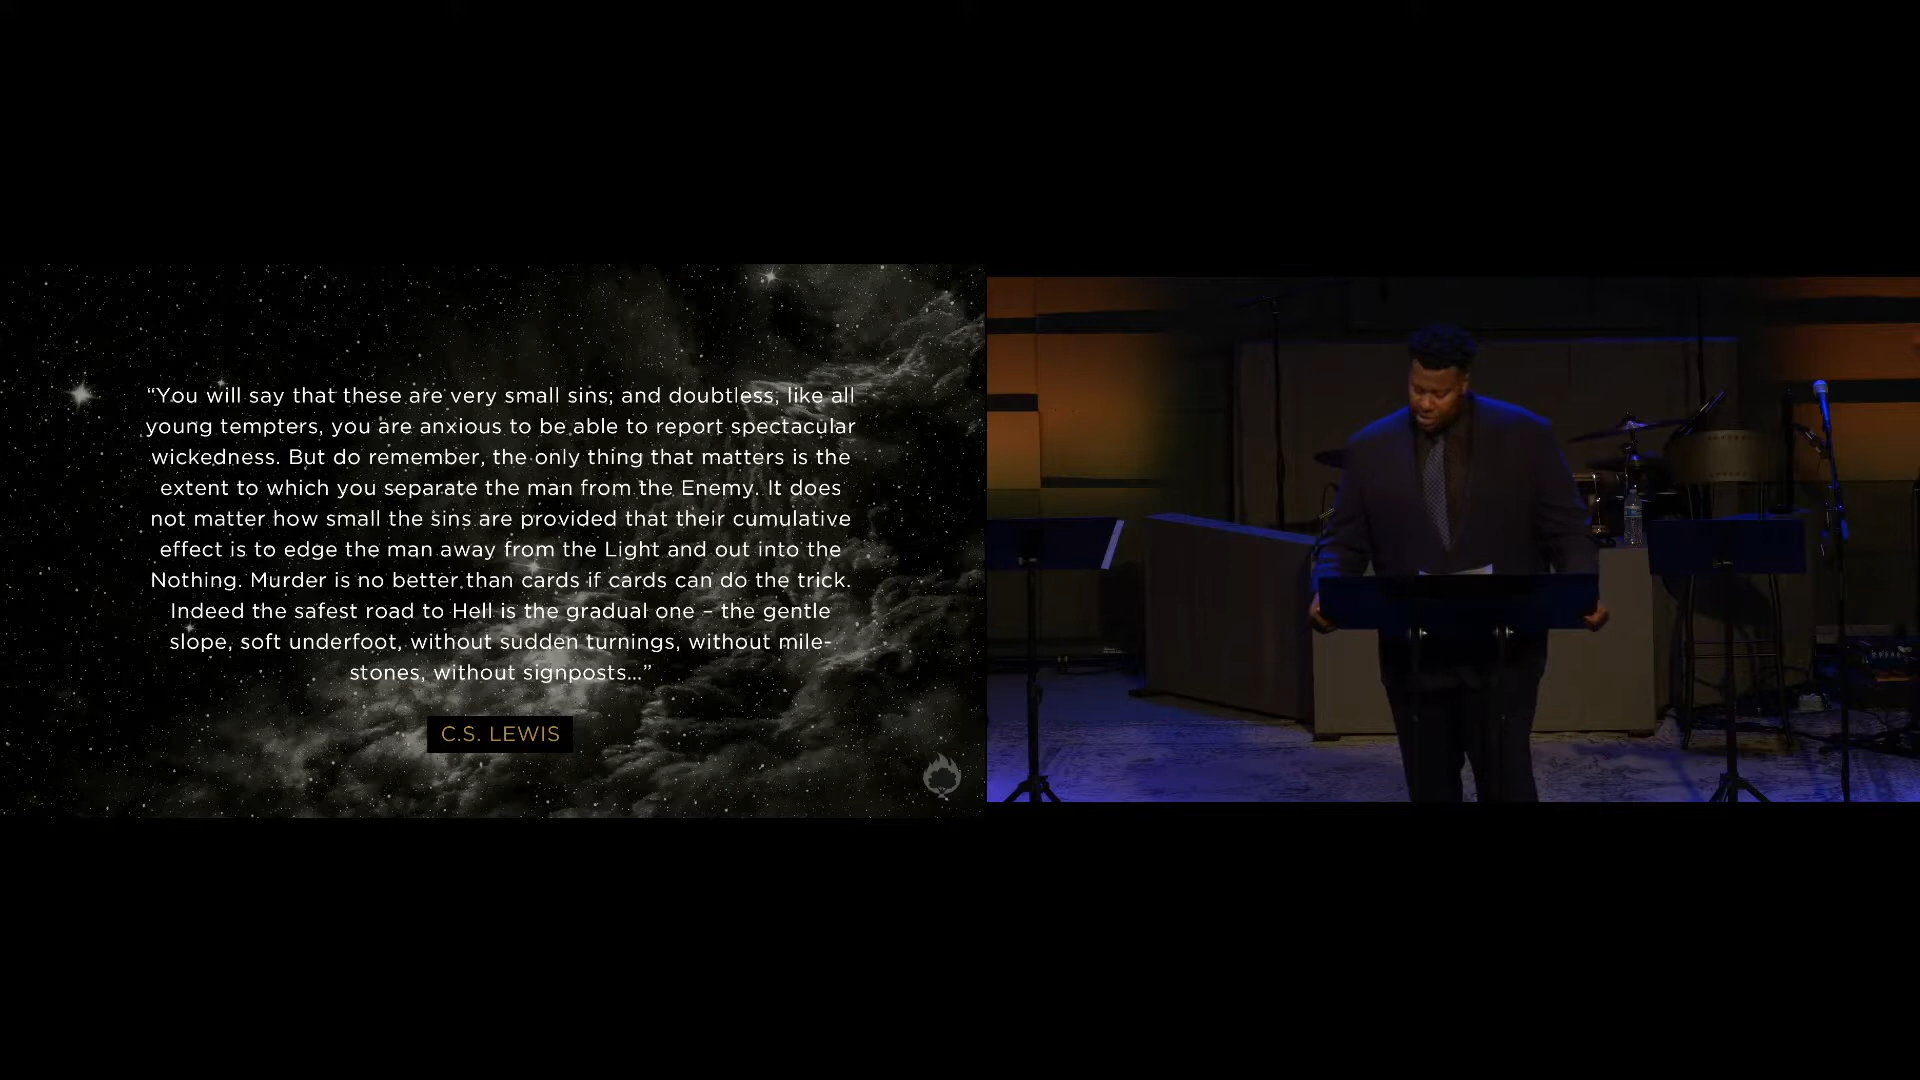 “You will say that these are very small sins; and doubtless, like all
young tempters, you are anxious to be able to report spectacular
wickedness. But do remember, the only thing that matters is the
extent to which you separate the man from the Enemy. It does
not matter how small the sins are provided that their cumulative
effect is to edge the man away from the Light and out into the
Nothing. Murder is no better than cards if cards can do the trick.
Indeed the safest road to Hell is the gradual one – the gentle
slope, soft underfoot, without sudden turnings, without mile-
stones, without signposts...”
C.S. LEWIS